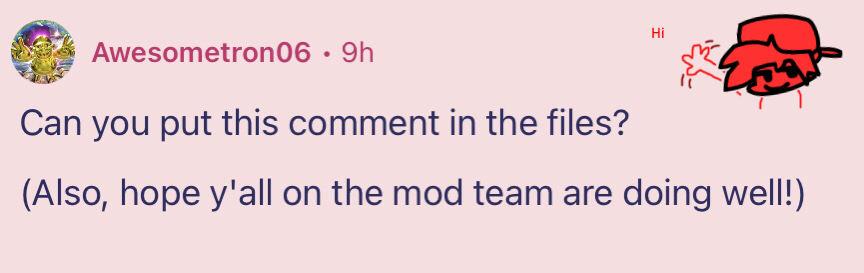 Awesometron06 • 9h
Hi
Can you put this comment in the files?
(Also, hope y'all on the mod team are doing well!)